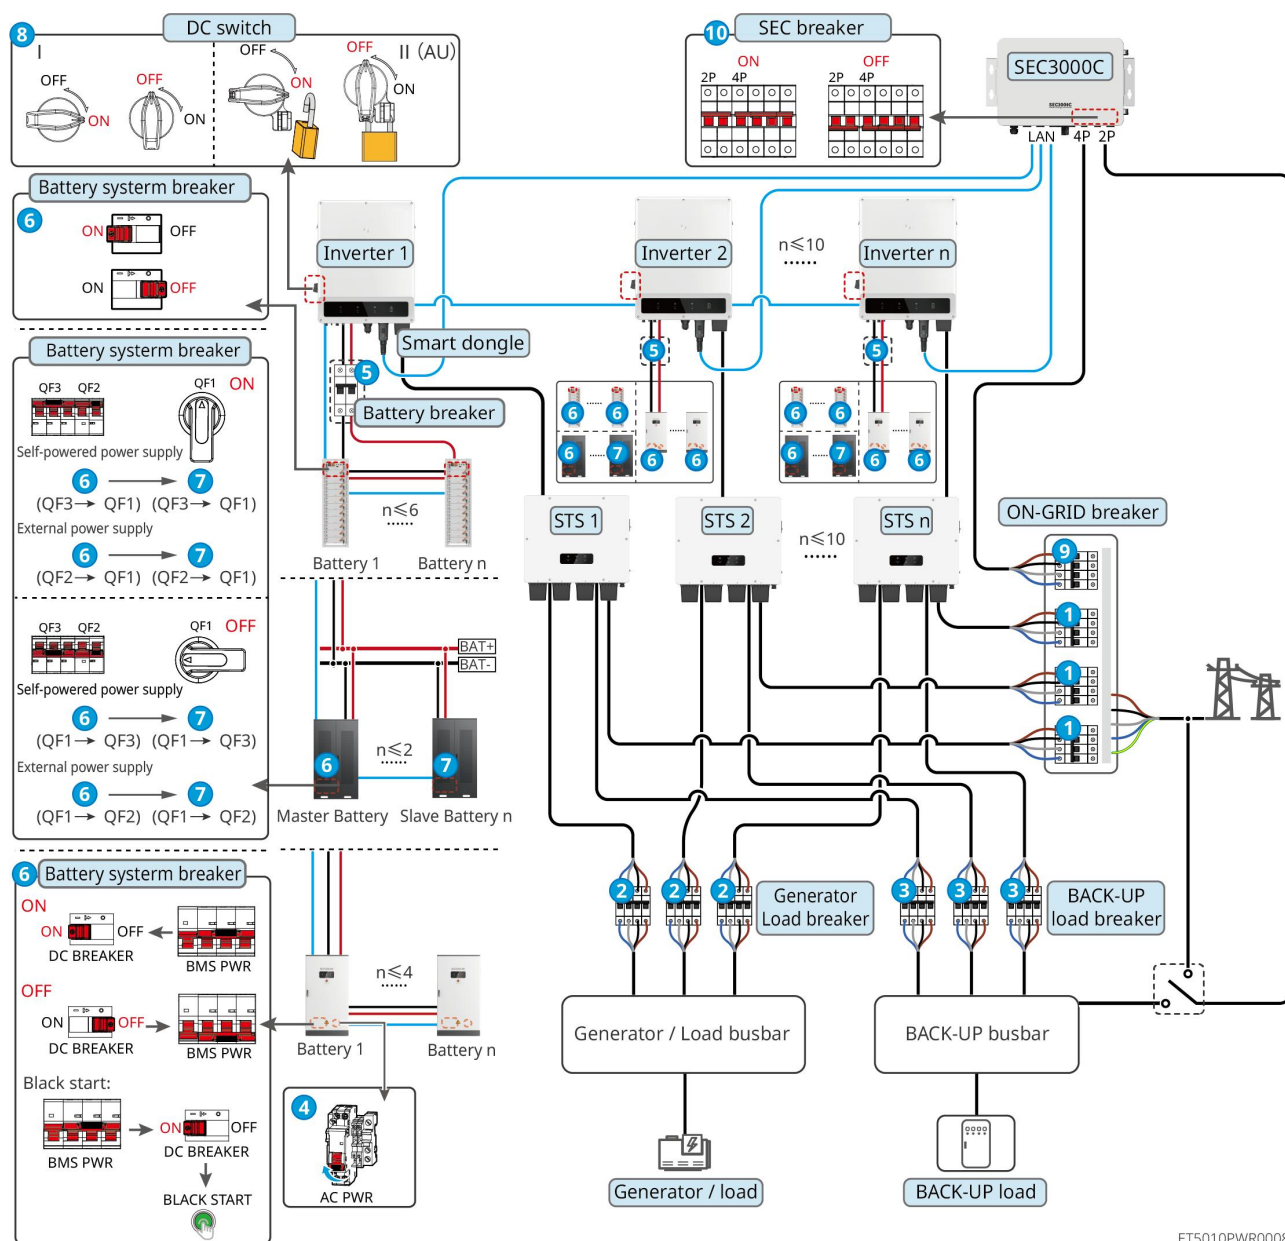 8
DC switch
I
OFF
ON
OFF
ON
OFF
ON
II (AU)
OFF
ON
10
SEC breaker
ON
2P 4P
OFF
2P 4P
SEC3000C
SEC3000C
LAN 4P 2P
Battery systerm breaker
6
ON OFF
ON OFF
Inverter 1
Inverter 2
n≤10
......
Inverter n
Smart dongle
5
Battery breaker
5
5
6 ...... 6
6 ...... 7
6 ...... 6
6 ...... 6
6 ...... 7
6 ...... 6
Battery systerm breaker
QF3 QF2
QF1 ON
Self-powered power supply
6 → 7
(QF3→ QF1) (QF3→ QF1)
External power supply
6 → 7
(QF2→ QF1) (QF2→ QF1)
QF3 QF2
QF1 OFF
Self-powered power supply
6 → 7
(QF1→ QF3) (QF1→ QF3)
External power supply
6 → 7
(QF1→ QF2) (QF1→ QF2)
n≤6
......
Battery 1
Battery n
STS 1
STS 2
n≤10
......
STS n
ON-GRID breaker
9
1
1
1
BAT+
BAT-
6
n≤2
......
7
Master Battery
Slave Battery n
2
2
2
Generator
Load breaker
3
3
3
BACK-UP
load breaker
6
Battery systerm breaker
ON
ON OFF
DC BREAKER
BMS PWR
OFF
ON OFF
DC BREAKER
BMS PWR
Black start:
BMS PWR
ON OFF
DC BREAKER
BLACK START
n≤4
......
Battery 1
Battery n
4
AC PWR
Generator / Load busbar
BACK-UP busbar
Generator / load
BACK-UP load
ET5010PWR0008